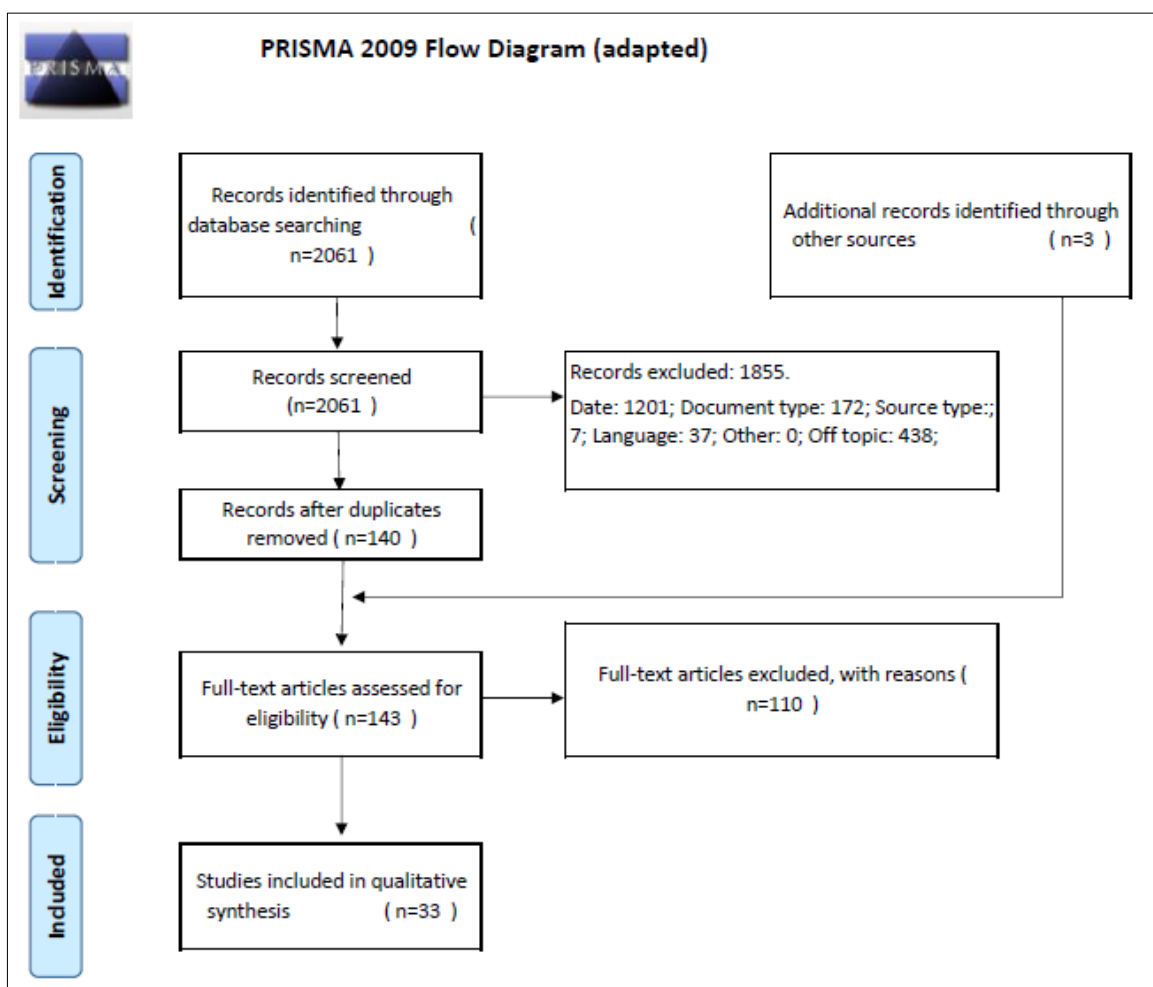 PRISMA 2009 Flow Diagram (adapted)
PRISMA
Identification
Records identified through
database searching (
n=2061 )
Additional records identified through
other sources ( n=3 )
Screening
Records screened
(n=2061 )
Records excluded: 1855.
Date: 1201; Document type: 172; Source type:;
7; Language: 37; Other: 0; Off topic: 438;
Records after duplicates
removed ( n=140 )
Eligibility
Full-text articles assessed for
eligibility ( n=143 )
Full-text articles excluded, with reasons (
n=110 )
Included
Studies included in qualitative
synthesis ( n=33 )